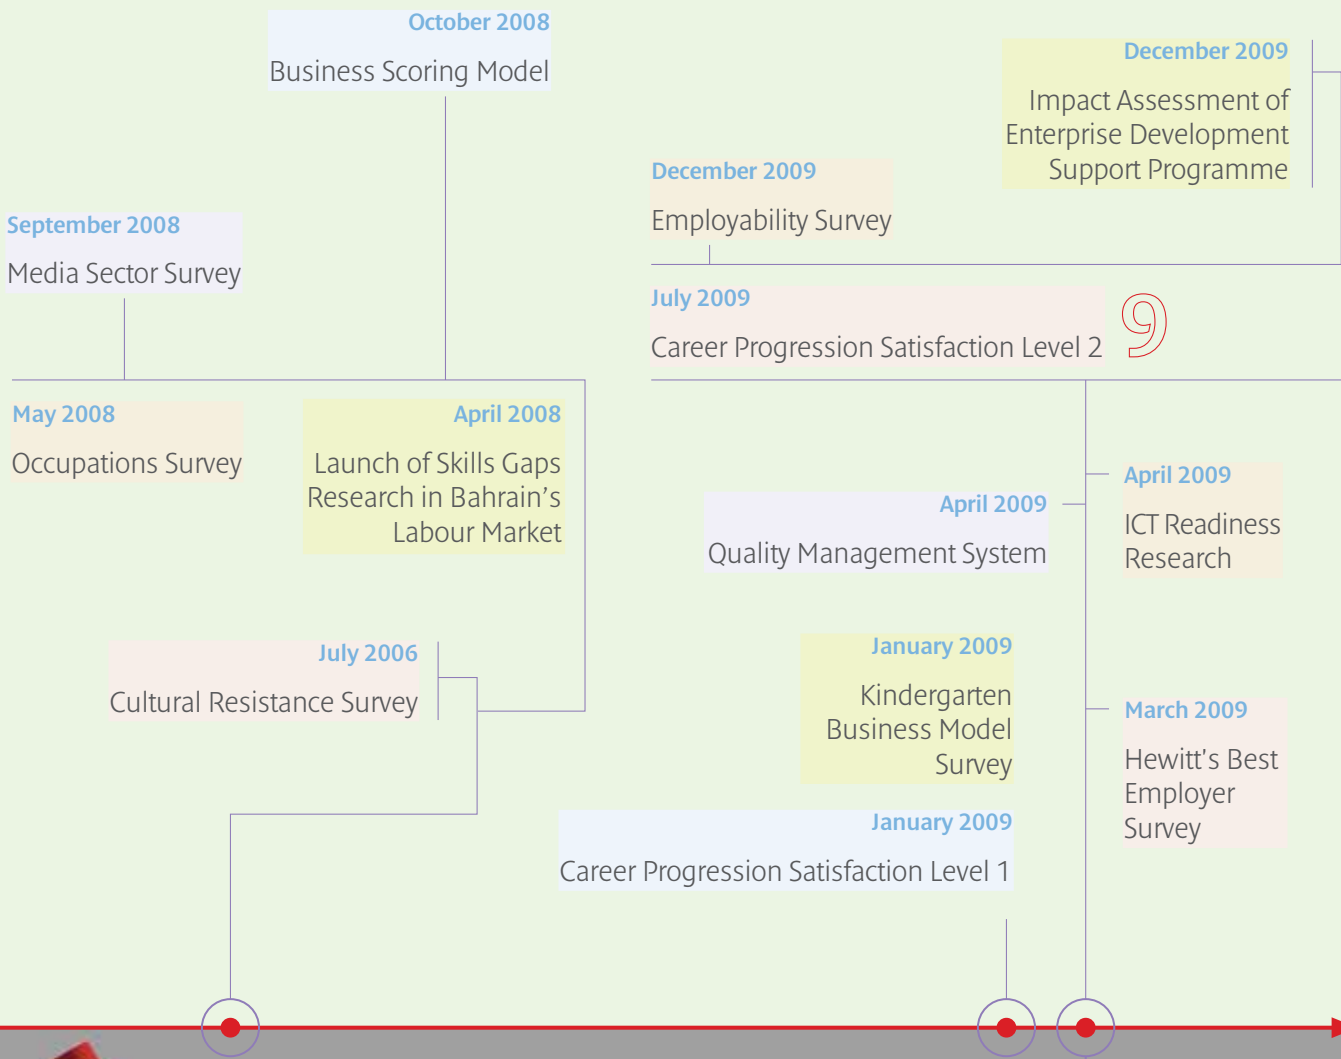 October 2008
Business Scoring Model
September 2008
Media Sector Survey
May 2008
Occupations Survey
April 2008
Launch of Skills Gaps
Research in Bahrain’s
Labour Market
July 2006
Cultural Resistance Survey
December 2009
Impact Assessment of
Enterprise Development
Support Programme
December 2009
Employability Survey
July 2009
Career Progression Satisfaction Level 2
9
April 2009
Quality Management System
April 2009
ICT Readiness
Research
January 2009
Kindergarten
Business Model
Survey
March 2009
Hewitt's Best
Employer
Survey
January 2009
Career Progression Satisfaction Level 1